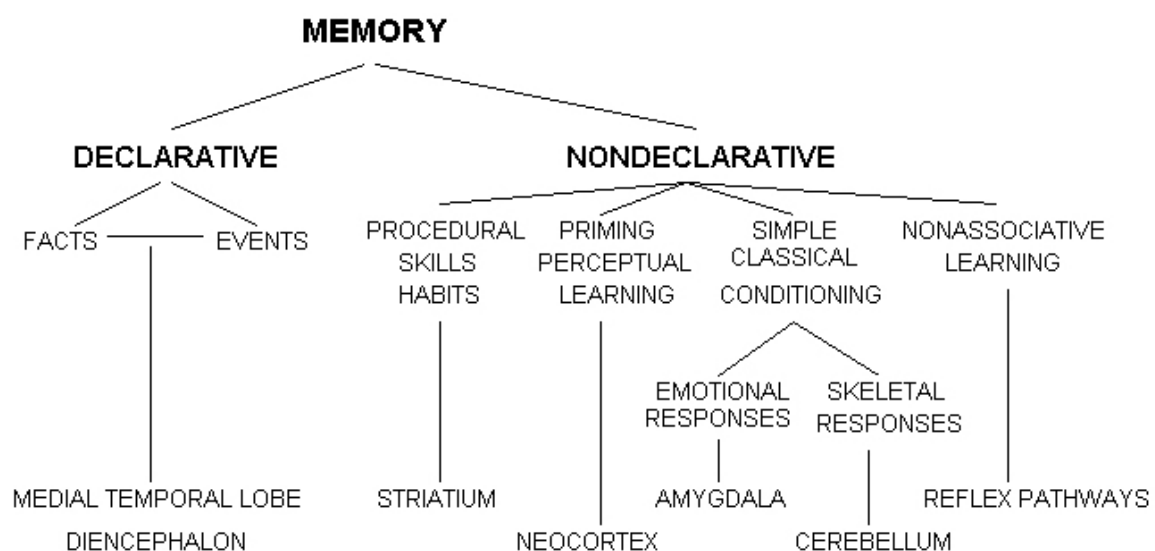 MEMORY
DECLARATIVE
NONDECLARATIVE
FACTS
EVENTS
PROCEDURAL
SKILLS
HABITS
PRIMING
PERCEPTUAL
LEARNING
SIMPLE
CLASSICAL
CONDITIONING
NONASSOCIATIVE
LEARNING
EMOTIONAL
RESPONSES
SKELETAL
RESPONSES
MEDIAL TEMPORAL LOBE
DIENCEPHALON
STRIATIUM
NEOCORTEX
AMYGDALA
CEREBELLUM
REFLEX PATHWAYS